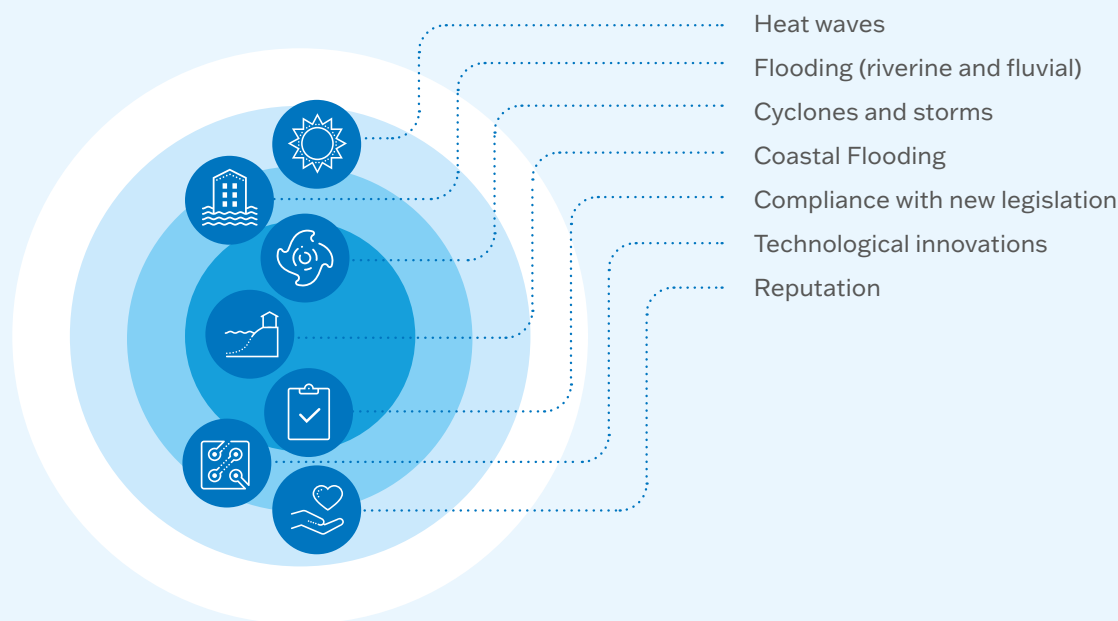 Heat waves
Flooding (riverine and fluvial)
Cyclones and storms
Coastal Flooding
Compliance with new legislation
Technological innovations
Reputation